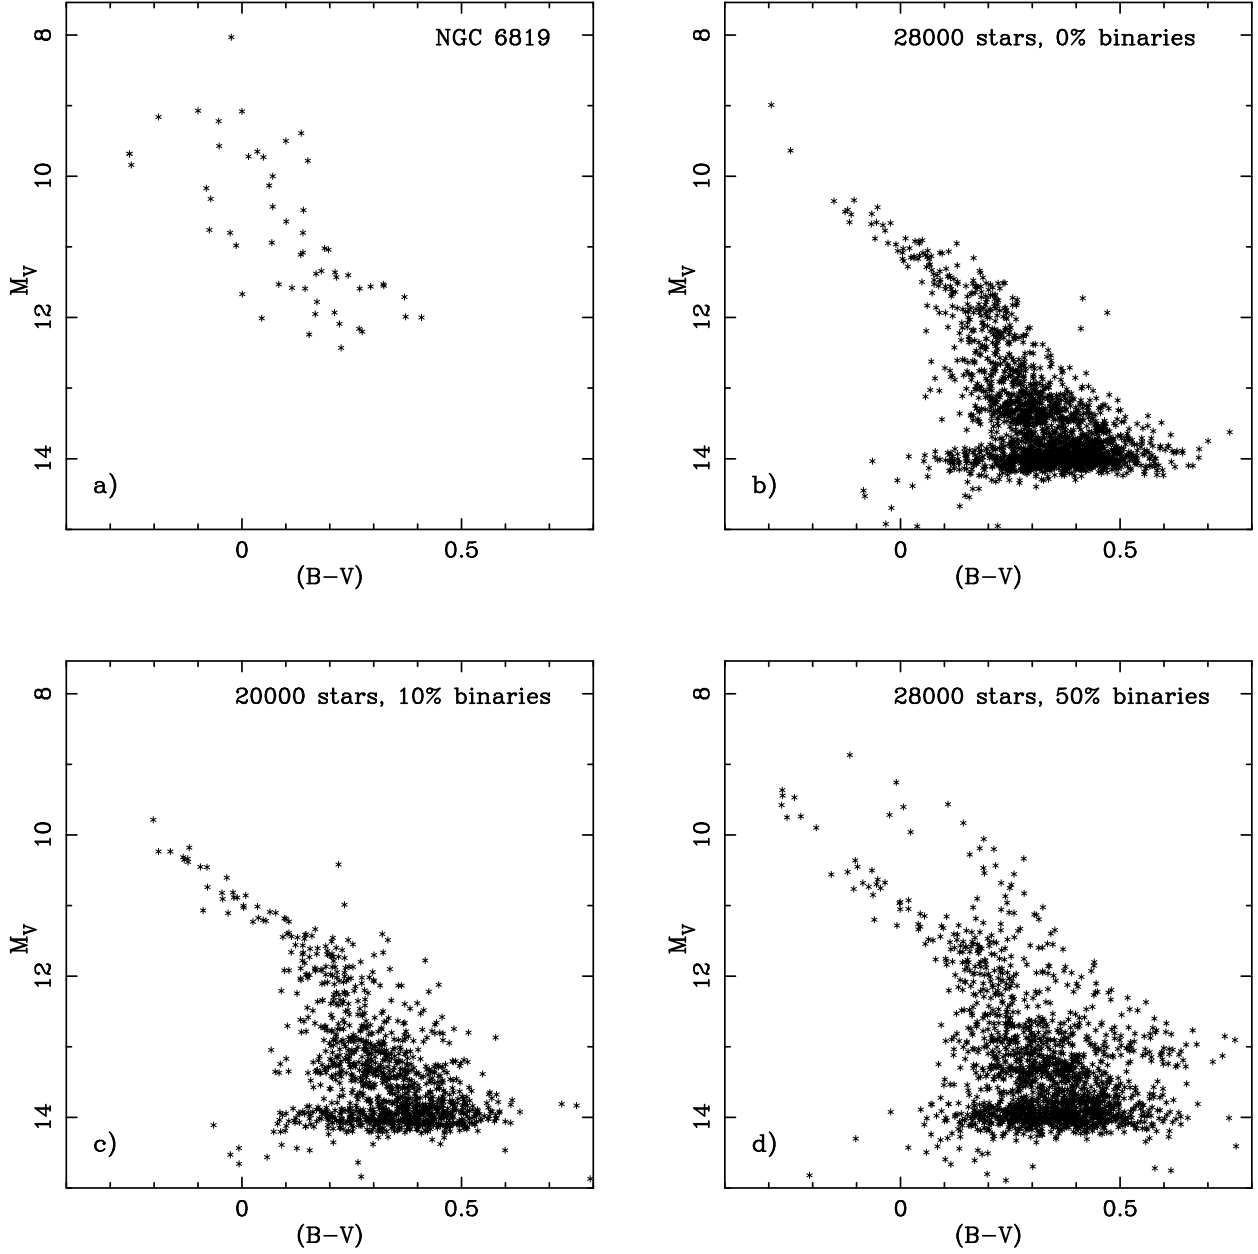 NGC 6819
8
10
12
14
M_V
a)
0
0.5
(B−V)
28000 stars, 0% binaries
8
10
12
14
M_V
b)
0
0.5
(B−V)
20000 stars, 10% binaries
8
10
12
14
M_V
c)
0
0.5
(B−V)
28000 stars, 50% binaries
8
10
12
14
M_V
d)
0
0.5
(B−V)